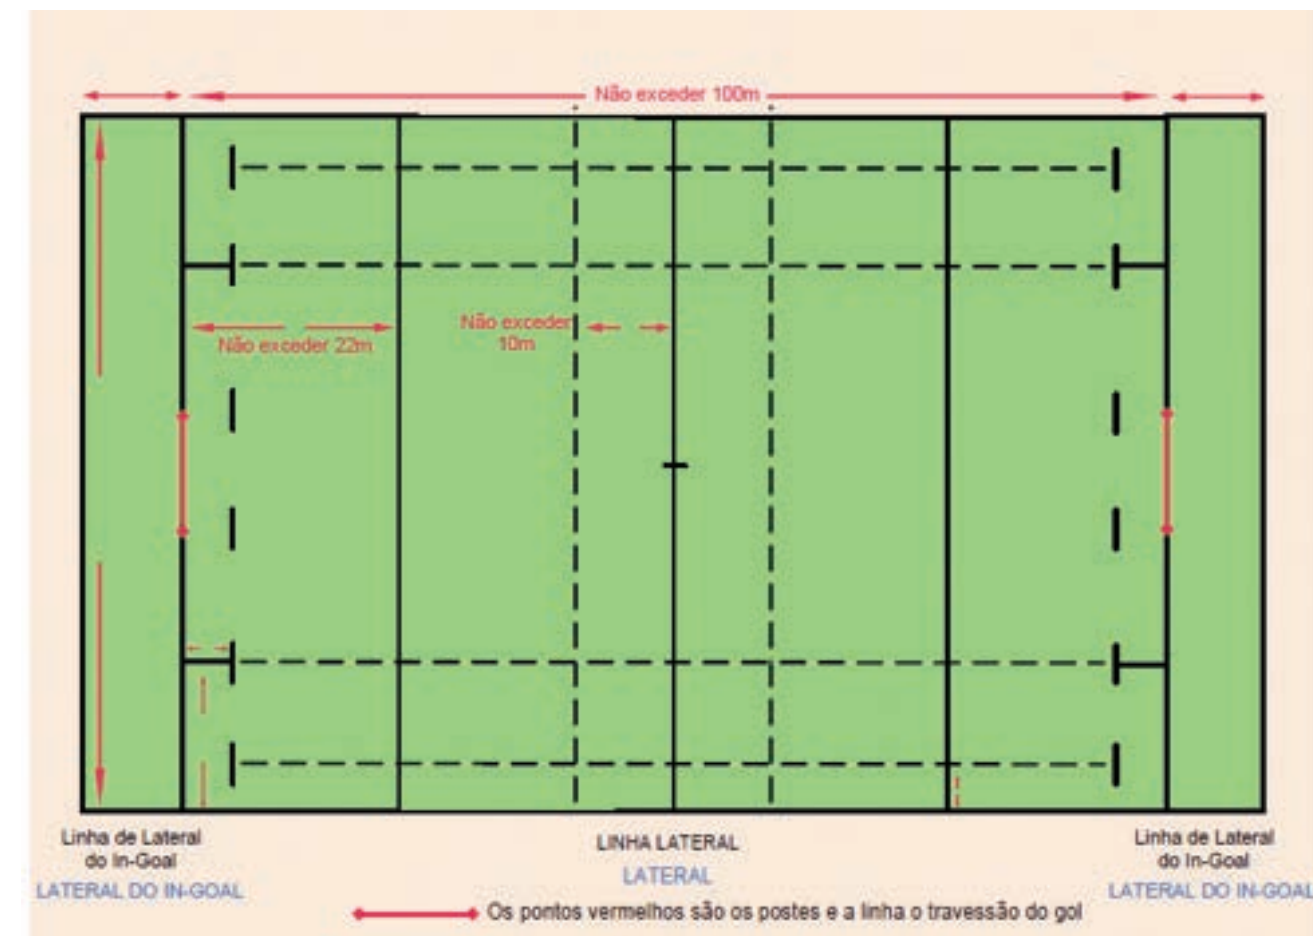 Não exceder 100m
Não exceder
10m
Não exceder 22m
Linha de Lateral
do In-Goal
LATERAL DO IN-GOAL
LINHA LATERAL
LATERAL
Linha de Lateral
do In-Goal
LATERAL DO IN-GOAL
Os pontos vermelhos são os postes e a linha o travessão do gol